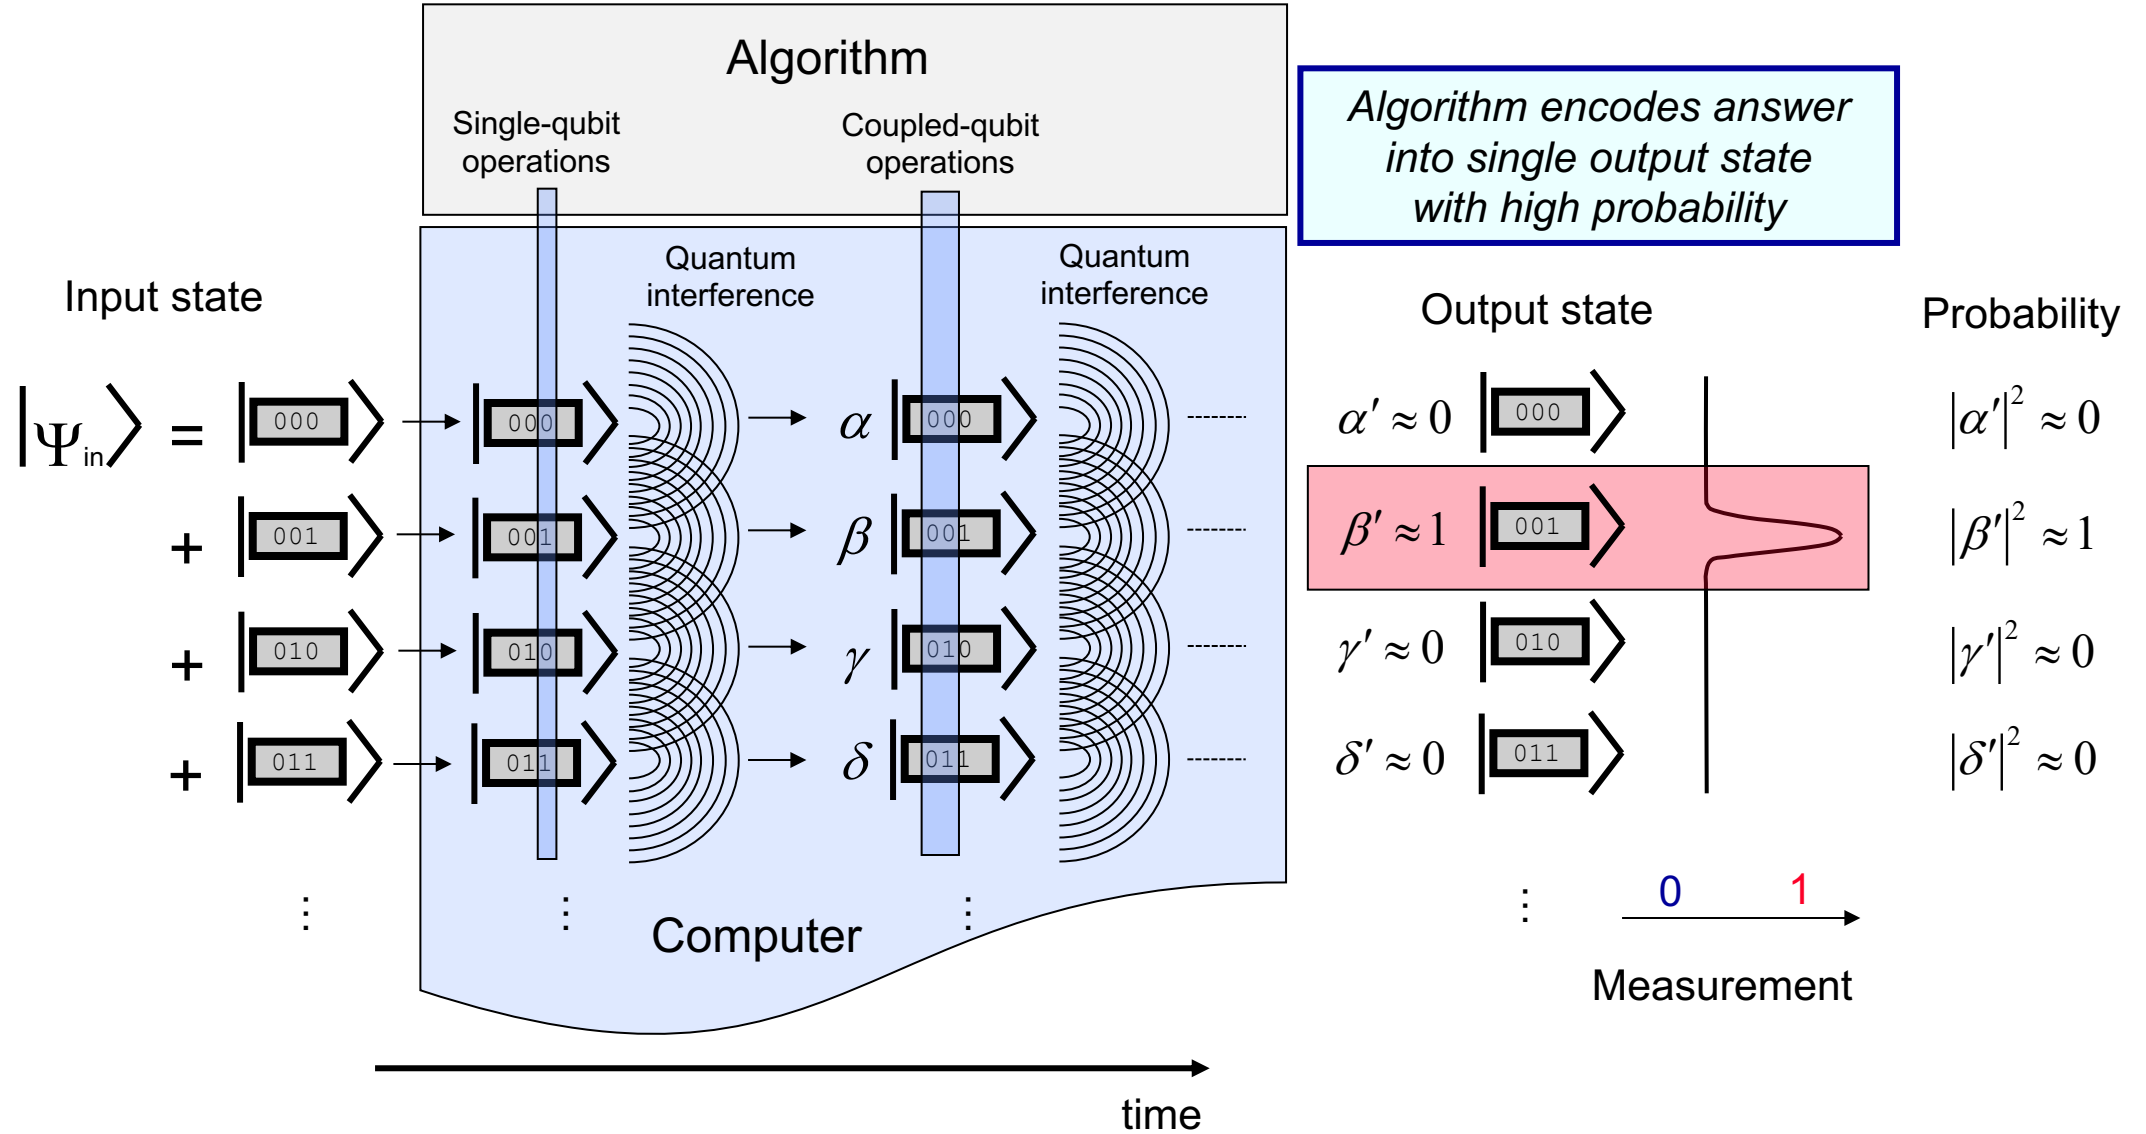 Algorithm
Single-qubit
operations
Coupled-qubit
operations
Algorithm encodes answer
into single output state
with high probability
Quantum
interference
Quantum
interference
Input state
Output state
Probability
|Ψin⟩ = |000⟩ |000⟩ α |000⟩ α′ ≈ 0 |000⟩ |α′|² ≈ 0
+ |001⟩ |001⟩ β |001⟩ β′ ≈ 1 |001⟩ |β′|² ≈ 1
+ |010⟩ |010⟩ γ |010⟩ γ′ ≈ 0 |010⟩ |γ′|² ≈ 0
+ |011⟩ |011⟩ δ |011⟩ δ′ ≈ 0 |011⟩ |δ′|² ≈ 0
⋮ ⋮ ⋮ ⋮ 0 1
Computer
Measurement
time